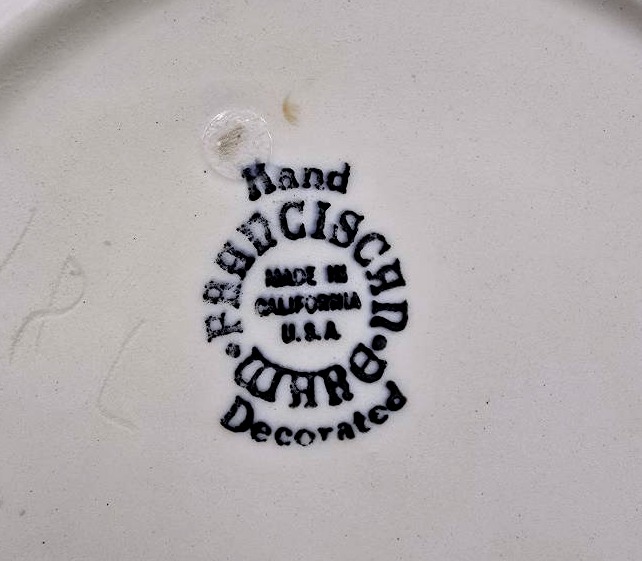 Hand
FRANCISCAN
MADE IN
CALIFORNIA
U.S.A.
WARE
Decorated